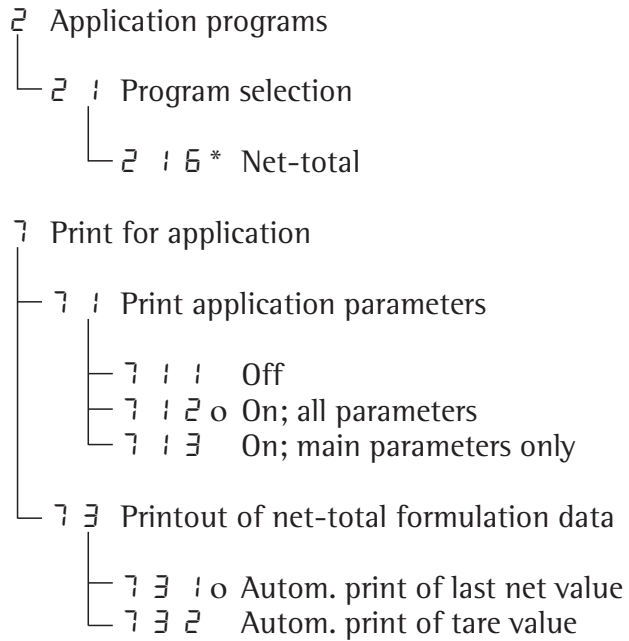 2 Application programs
2 1 Program selection
2 1 6* Net-total
7 Print for application
7 1 Print application parameters
7 1 1 Off
7 1 2 o On; all parameters
7 1 3 On; main parameters only
7 3 Printout of net-total formulation data
7 3 1 o Autom. print of last net value
7 3 2 Autom. print of tare value